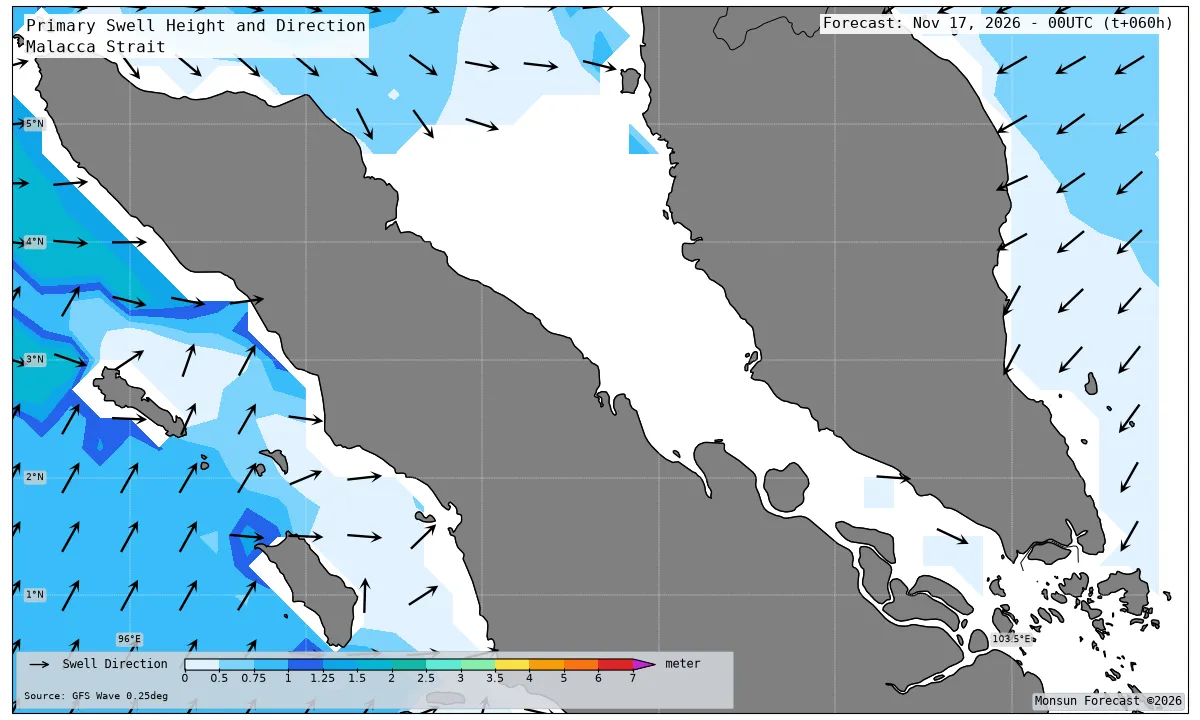 Primary Swell Height and Direction
Malacca Strait
Forecast: Nov 17, 2026 - 00UTC (t+060h)
5°N
4°N
3°N
2°N
1°N
96°E
103.5°E
Swell Direction
meter
0 0.5 0.75 1 1.25 1.5 2 2.5 3 3.5 4 5 6 7
Source: GFS Wave 0.25deg
Monsun Forecast ©2026